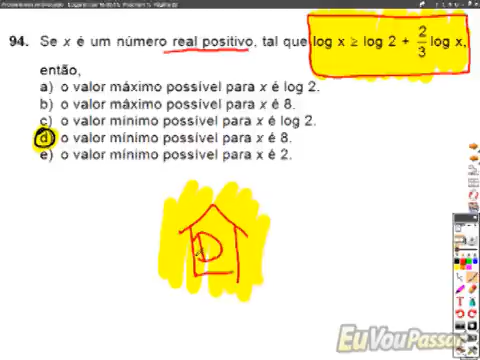 94. Se x é um número real positivo, tal que log x ≥ log 2 + 2/3 log x,
então,
a) o valor máximo possível para x é log 2.
b) o valor máximo possível para x é 8.
c) o valor mínimo possível para x é log 2.
d) o valor mínimo possível para x é 8.
e) o valor mínimo possível para x é 2.
D
EuVouPassar